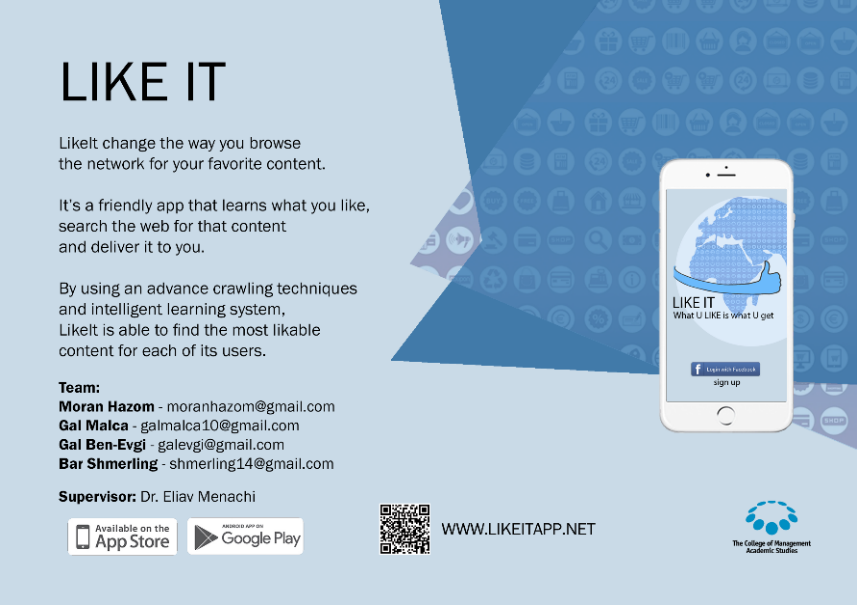 LIKE IT
LikeIt change the way you browse
the network for your favorite content.
It's a friendly app that learns what you like,
search the web for that content
and deliver it to you.
By using an advance crawling techniques
and intelligent learning system,
LikeIt is able to find the most likable
content for each of its users.
Team:
Moran Hazom - moranhazom@gmail.com
Gal Malca - galmalca10@gmail.com
Gal Ben-Evgi - galevgi@gmail.com
Bar Shmerling - shmerling14@gmail.com
Supervisor: Dr. Eliav Menachi
Available on the
App Store
ANDROID APP ON
Google Play
WWW.LIKEITAPP.NET
LIKE IT
What U LIKE is what U get
f Login with Facebook
sign up
SHOP
The College of Management
Academic Studies